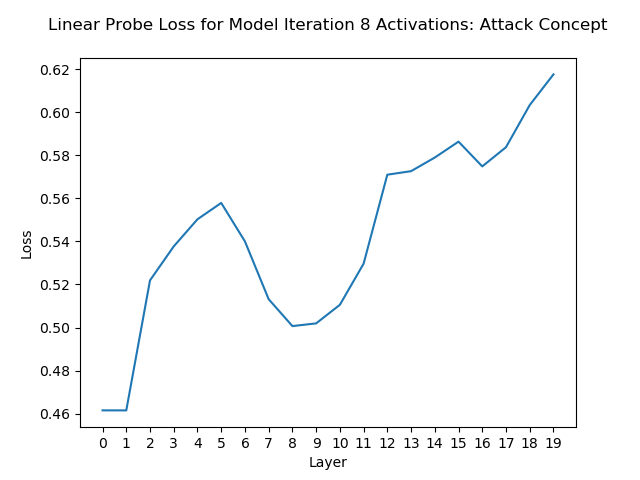 Linear Probe Loss for Model Iteration 8 Activations: Attack Concept
0.62
0.60
0.58
0.56
0.54
0.52
0.50
0.48
0.46
Loss
0 1 2 3 4 5 6 7 8 9 10 11 12 13 14 15 16 17 18 19
Layer